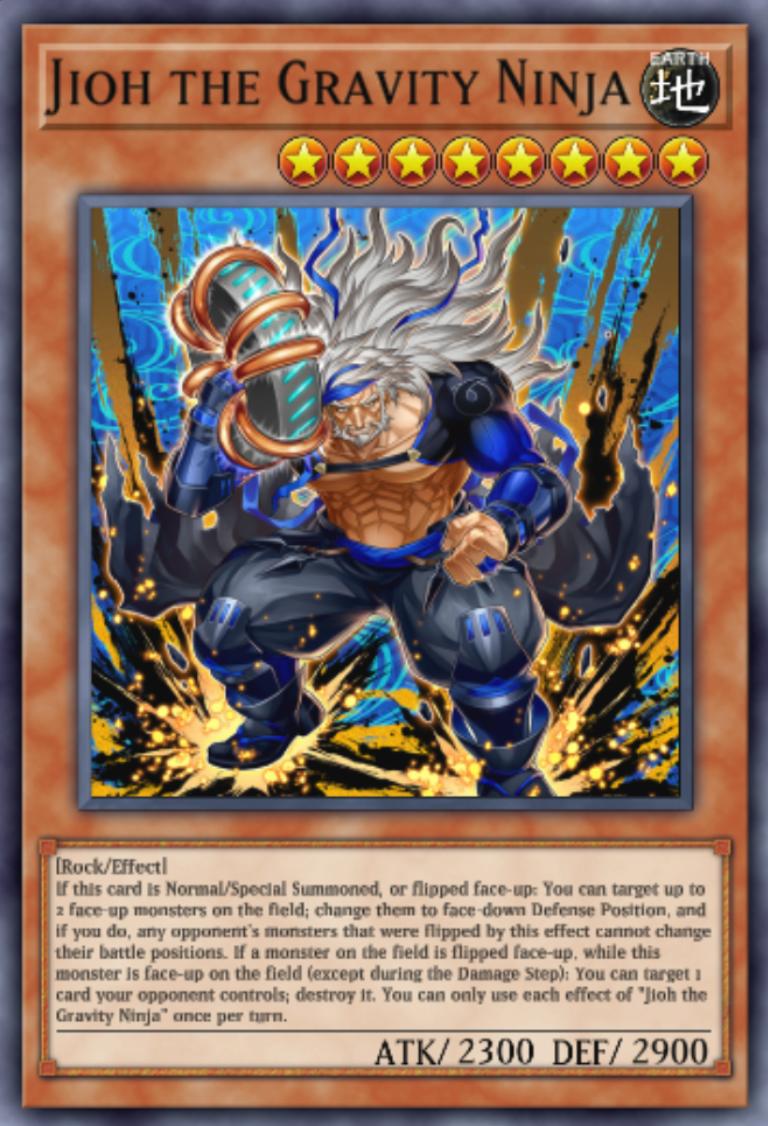 Jioh the Gravity Ninja
EARTH
地
[Rock/Effect]
If this card is Normal/Special Summoned, or flipped face-up: You can target up to
2 face-up monsters on the field; change them to face-down Defense Position, and
if you do, any opponent's monsters that were flipped by this effect cannot change
their battle positions. If a monster on the field is flipped face-up, while this
monster is face-up on the field (except during the Damage Step): You can target 1
card your opponent controls; destroy it. You can only use each effect of "Jioh the
Gravity Ninja" once per turn.
ATK/ 2300 DEF/ 2900